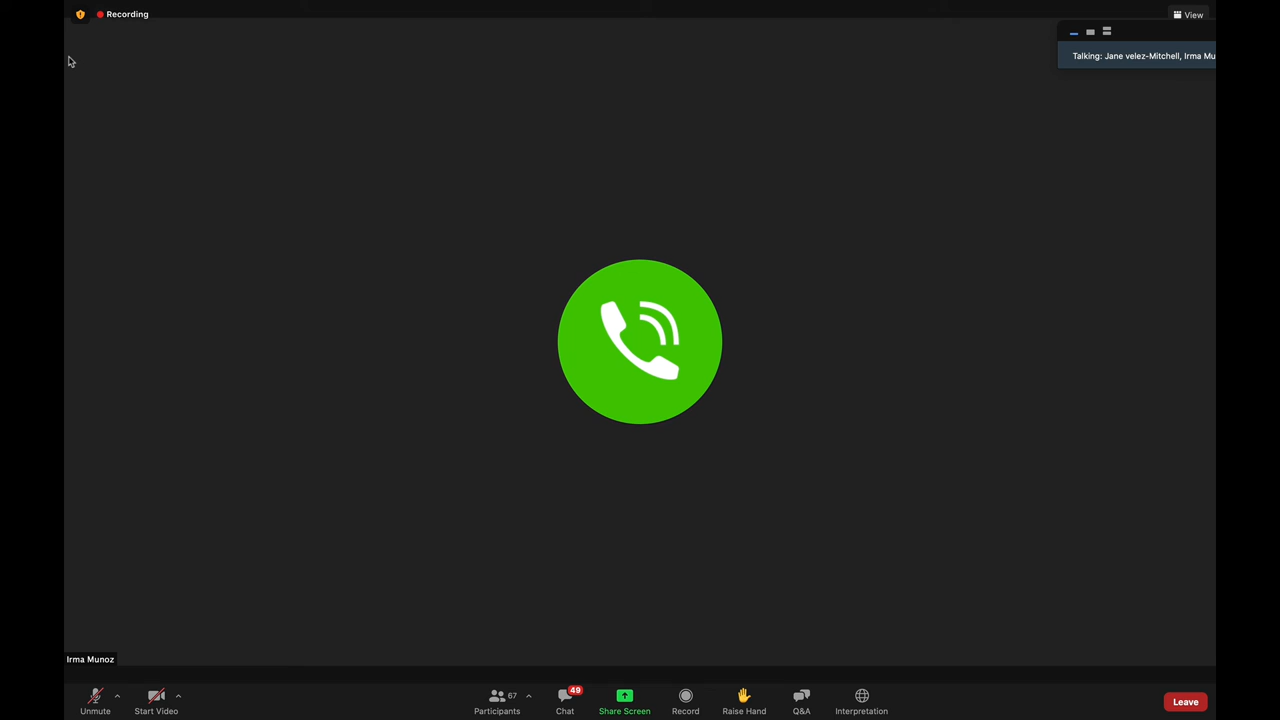 Recording
View
Talking: Jane velez-Mitchell, Irma Mu
Irma Munoz
67
49
Unmute
Start Video
Participants
Chat
Share Screen
Record
Raise Hand
Q&A
Interpretation
Leave